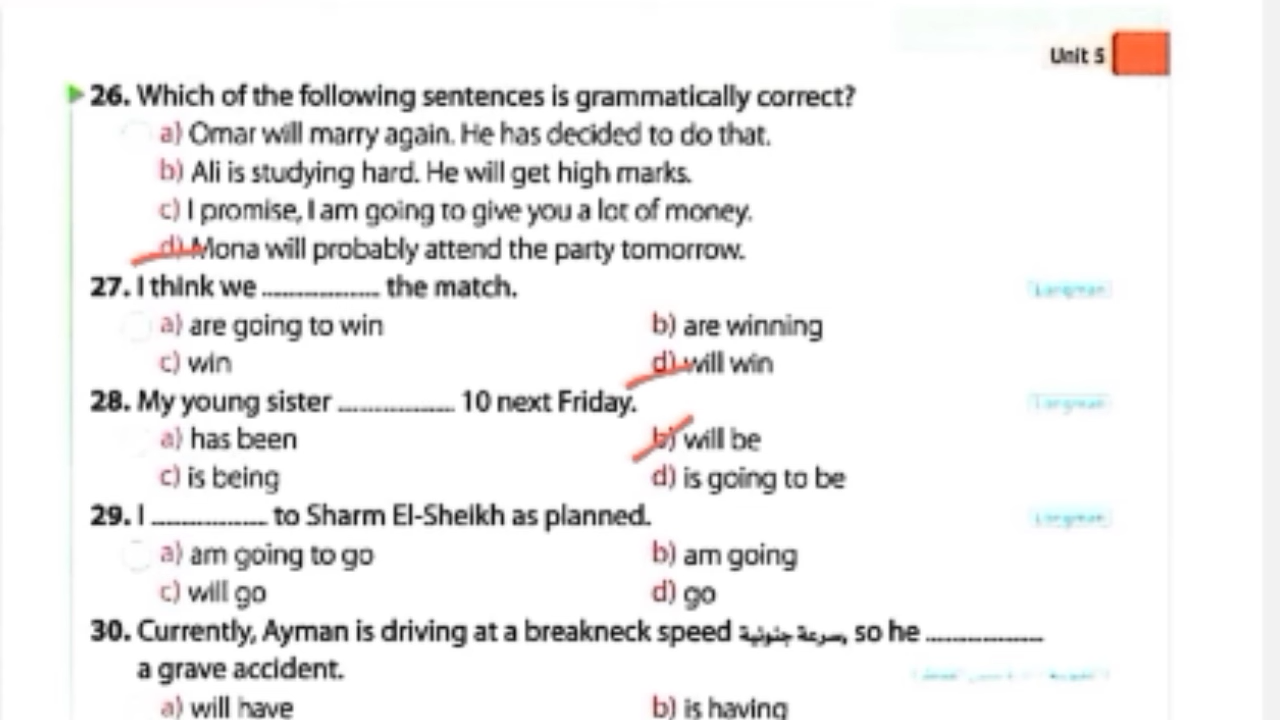 Unit 5
26. Which of the following sentences is grammatically correct?
a) Omar will marry again. He has decided to do that.
b) Ali is studying hard. He will get high marks.
c) I promise, I am going to give you a lot of money.
d) Mona will probably attend the party tomorrow.
27. I think we ................ the match.
a) are going to win b) are winning
c) win d) will win
28. My young sister ................ 10 next Friday.
a) has been b) will be
c) is being d) is going to be
29. I ................ to Sharm El-Sheikh as planned.
a) am going to go b) am going
c) will go d) go
30. Currently, Ayman is driving at a breakneck speed بسرعة جنونية, so he ................
a grave accident.
a) will have b) is having